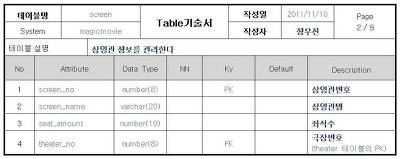 테이블명 screen Table기술서 작성일 2011/11/10 Page
System magicmovie 작성자 정우진 2 / 9
테이블 설명 상영관 정보를 관리한다
No Attribute Data Type NN Ky Default Description
1 screen_no number(8) PK 상영관번호
2 screen_name varchar(20) 상영관명
3 seat_amount number(10) 좌석수
4 theater_no number(8) FK 극장번호
(theater 테이블의 PK)